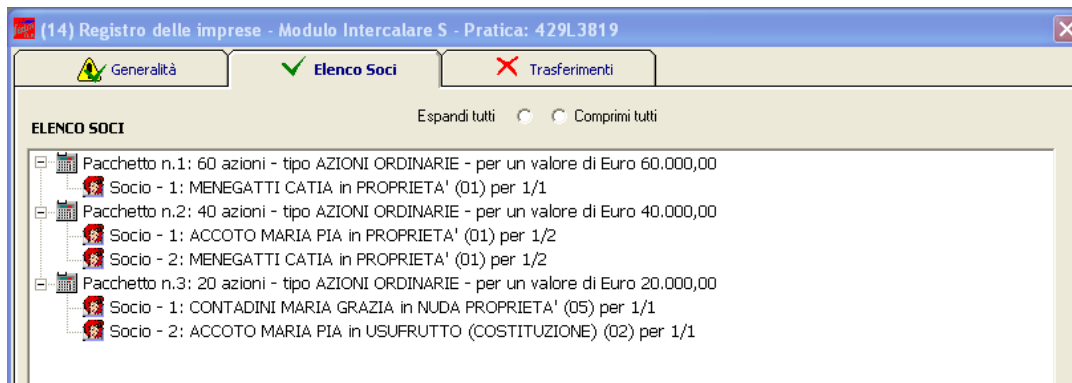 (14) Registro delle imprese - Modulo Intercalare S - Pratica: 429L3819
Generalità Elenco Soci Trasferimenti
Espandi tutti Comprimi tutti
ELENCO SOCI
Pacchetto n.1: 60 azioni - tipo AZIONI ORDINARIE - per un valore di Euro 60.000,00
Socio - 1: MENEGATTI CATIA in PROPRIETA' (01) per 1/1
Pacchetto n.2: 40 azioni - tipo AZIONI ORDINARIE - per un valore di Euro 40.000,00
Socio - 1: ACCOTO MARIA PIA in PROPRIETA' (01) per 1/2
Socio - 2: MENEGATTI CATIA in PROPRIETA' (01) per 1/2
Pacchetto n.3: 20 azioni - tipo AZIONI ORDINARIE - per un valore di Euro 20.000,00
Socio - 1: CONTADINI MARIA GRAZIA in NUDA PROPRIETA' (05) per 1/1
Socio - 2: ACCOTO MARIA PIA in USUFRUTTO (COSTITUZIONE) (02) per 1/1